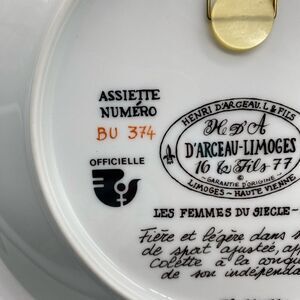 ASSIETTE
NUMÉRO
BU 374
OFFICIELLE
HENRI D'ARCEAU. L & FILS
H D' A
D'ARCEAU-LIMOGES
16 & Fils 77
GARANTIE D'ORIGINE
LIMOGES - HAUTE VIENNE
LES FEMMES DU SIECLE
Fière et légère dans s
de sport ajustée, app
Colette à la conqu
de son indépenda